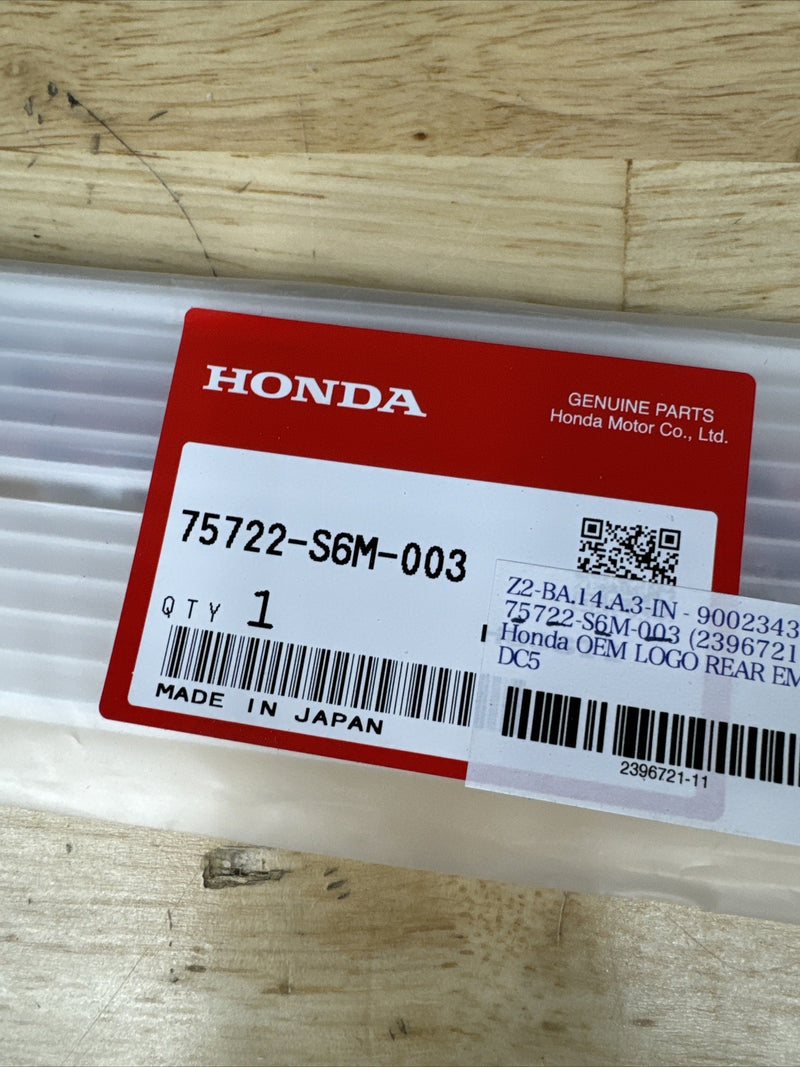 HONDA
GENUINE PARTS
Honda Motor Co., Ltd.
75722-S6M-003
QTY 1
MADE IN JAPAN
Z2-BA.14.A.3-IN - 9002343
75722-S6M-003 (2396721
Honda OEM LOGO REAR EM
DC5
2396721-11